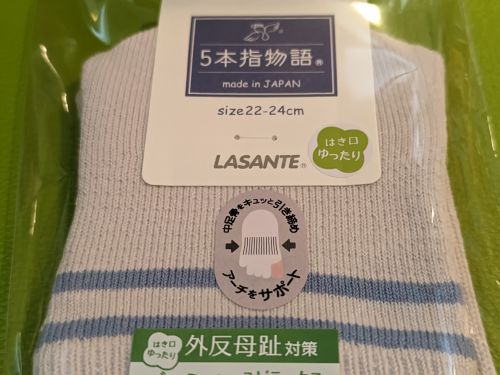 5本指物語®
made in JAPAN
size22-24cm
LASANTE®
はき口
ゆったり
中足骨をキュッと引き締め
アーチをサポート
はき口
ゆったり
外反母趾対策